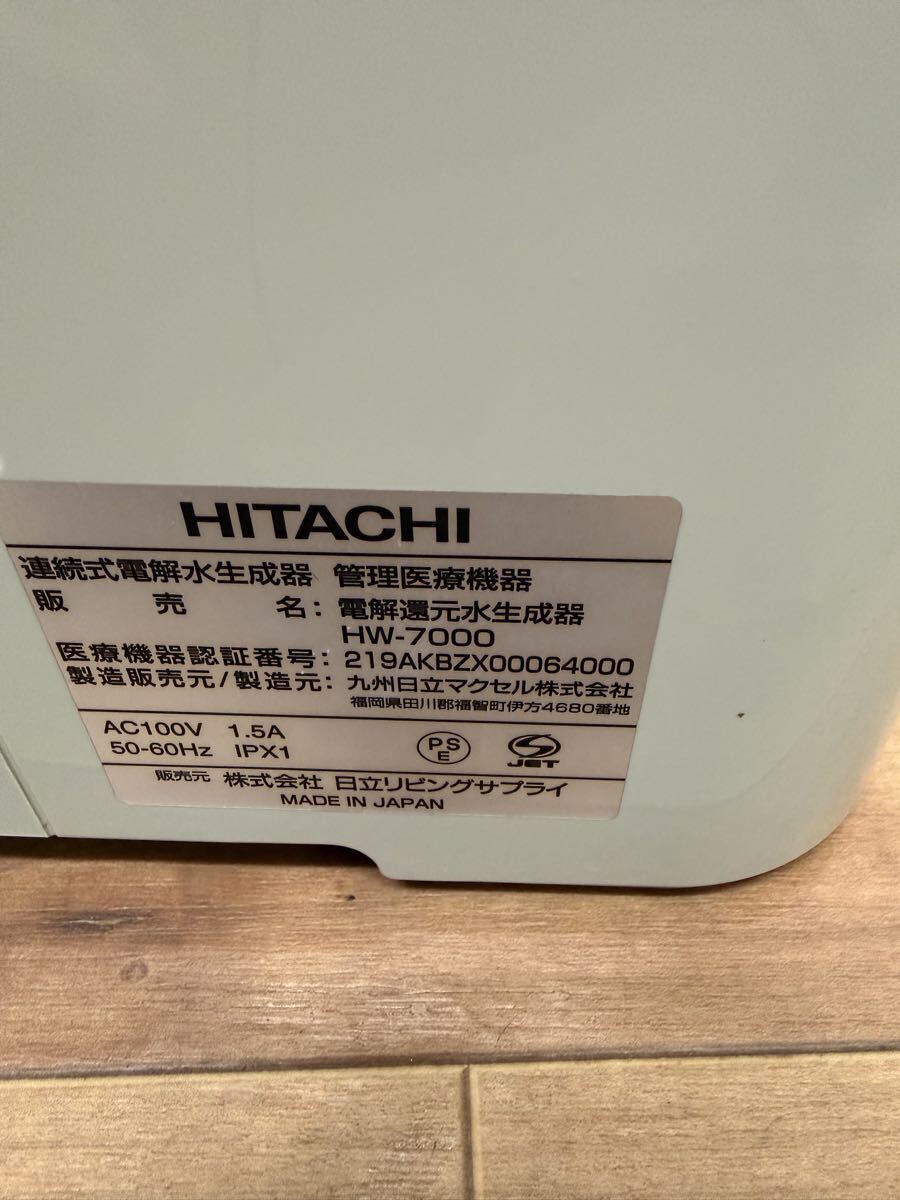 HITACHI
連続式電解水生成器 管理医療機器
販売名: 電解還元水生成器
HW-7000
医療機器認証番号: 219AKBZX00064000
製造販売元/製造元: 九州日立マクセル株式会社
福岡県田川郡福智町伊方4680番地
AC100V 1.5A
50-60Hz IPX1
PSE
JET
販売元 株式会社 日立リビングサプライ
MADE IN JAPAN